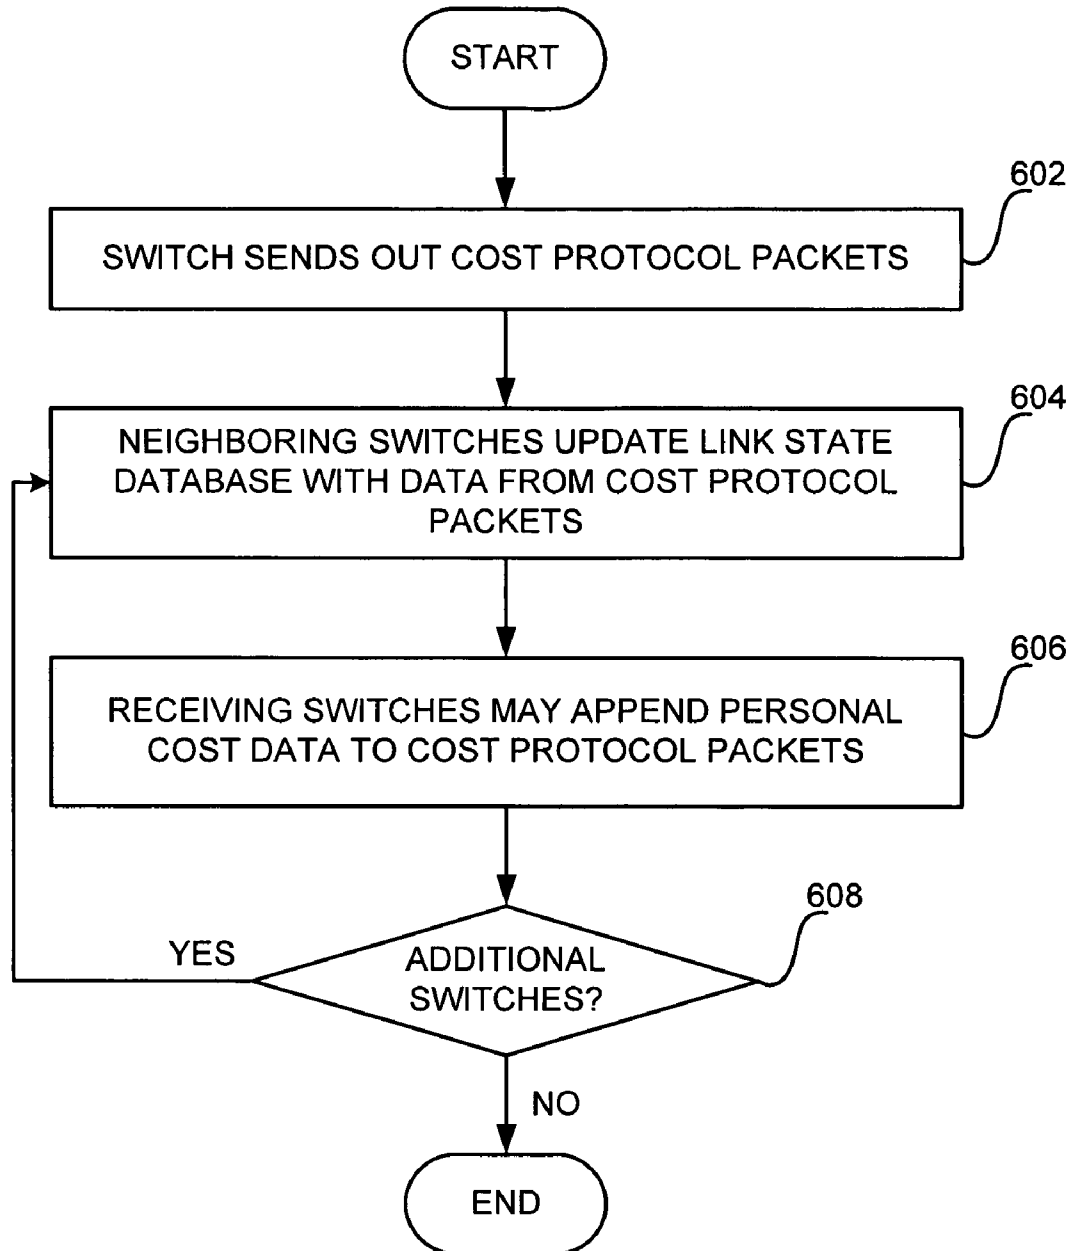 START
602
SWITCH SENDS OUT COST PROTOCOL PACKETS
604
NEIGHBORING SWITCHES UPDATE LINK STATE
DATABASE WITH DATA FROM COST PROTOCOL
PACKETS
606
RECEIVING SWITCHES MAY APPEND PERSONAL
COST DATA TO COST PROTOCOL PACKETS
608
YES
ADDITIONAL
SWITCHES?
NO
END